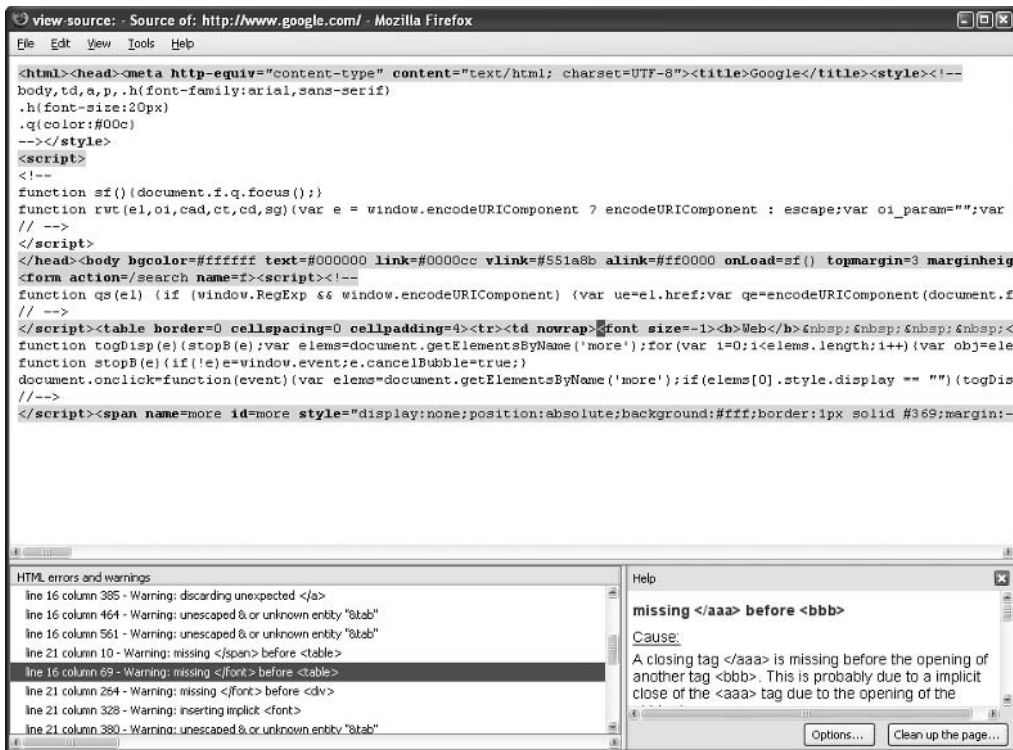 view-source: - Source of: http://www.google.com/ - Mozilla Firefox
File Edit View Tools Help
<html><head><meta http-equiv="content-type" content="text/html; charset=UTF-8"><title>Google</title><style><!--
body,td,a,p,.h{font-family:arial,sans-serif}
.h{font-size:20px}
.q{color:#00c}
--></style>
<script>
<!--
function sf(){document.f.q.focus();}
function rwt(el,oi,cad,ct,cd,sg){var e = window.encodeURIComponent ? encodeURIComponent : escape;var oi_param="";var
// -->
</script>
</head><body bgcolor=#ffffff text=#000000 link=#0000cc vlink=#551a8b alink=#ff0000 onLoad=sf() topmargin=3 marginheig
<form action=/search name=f><script><!--
function qs(el) {if (window.RegExp && window.encodeURIComponent) {var ue=el.href;var qe=encodeURIComponent(document.f
// -->
</script><table border=0 cellspacing=0 cellpadding=4><tr><td nowrap><font size=-1><b>Web</b>&nbsp;&nbsp;&nbsp;&nbsp;<
function togDisp(e){stopB(e);var elems=document.getElementsByName('more');for(var i=0;i<elems.length;i++){var obj=ele
function stopB(e){if(!e)e=window.event;e.cancelBubble=true;}
document.onclick=function(event){var elems=document.getElementsByName('more');if(elems[0].style.display == ""){togDis
//-->
</script><span name=more id=more style="display:none;position:absolute;background:#fff;border:1px solid #369;margin:-
HTML errors and warnings
line 16 column 385 - Warning: discarding unexpected </a>
line 16 column 464 - Warning: unescaped & or unknown entity "&tab"
line 16 column 561 - Warning: unescaped & or unknown entity "&tab"
line 21 column 10 - Warning: missing </span> before <table>
line 16 column 69 - Warning: missing </font> before <table>
line 21 column 264 - Warning: missing </font> before <div>
line 21 column 328 - Warning: inserting implicit <font>
line 21 column 380 - Warning: unescaped & or unknown entity "&tab"
Help
missing </aaa> before <bbb>
Cause:
A closing tag </aaa> is missing before the opening of
another tag <bbb>. This is probably due to a implicit
close of the <aaa> tag due to the opening of the
Options... Clean up the page...